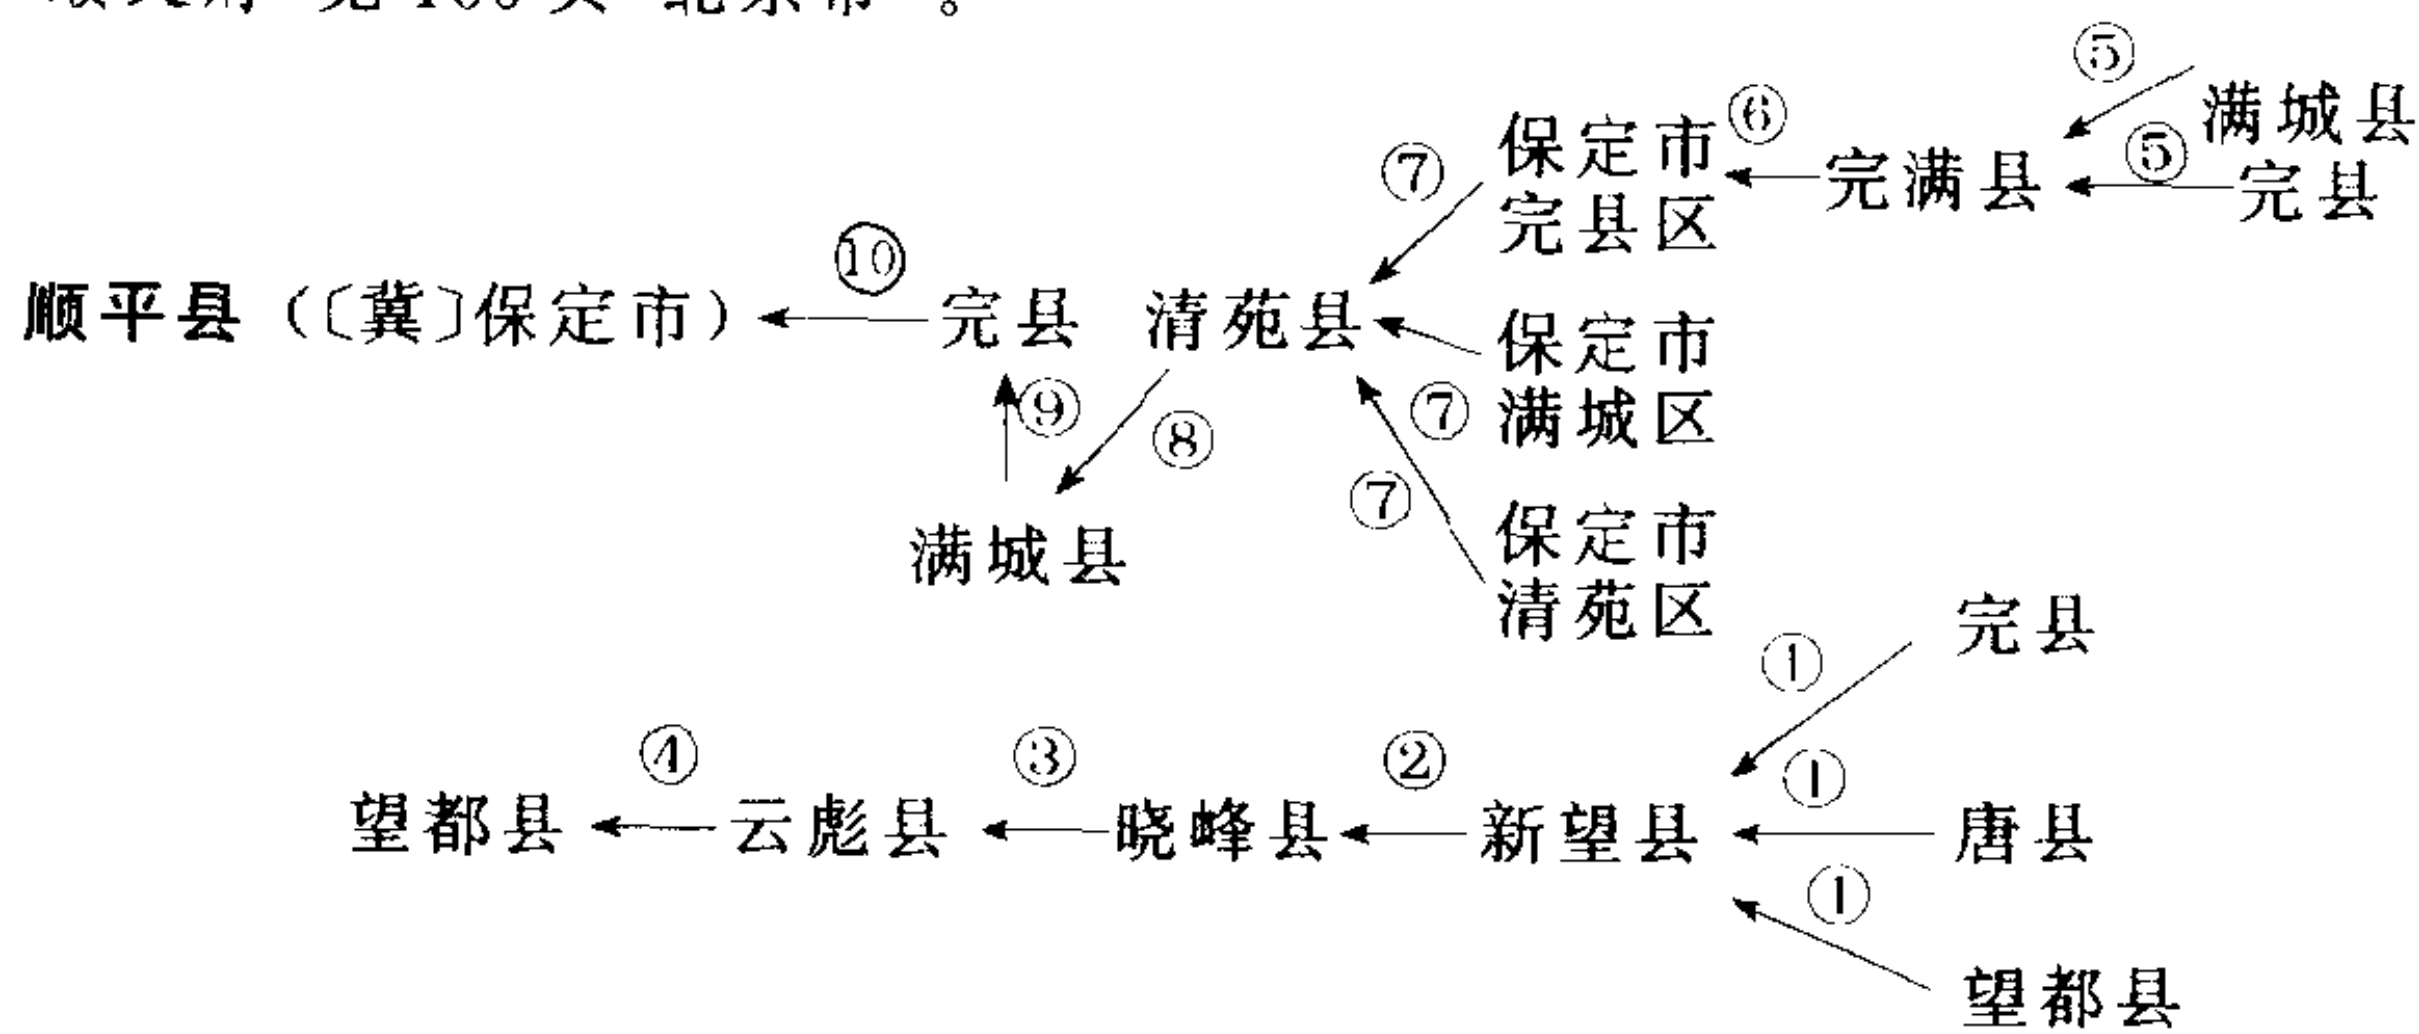 ⑤
满城县
保定市 ⑥ ⑤
⑦ 完县区 完满县 完县
⑩
顺平县（〔冀〕保定市） 完县 清苑县
保定市
⑨ ⑦ 满城区
⑧
⑦ 保定市
满城县 清苑区
① 完县
④ ③ ② ①
望都县 云彪县 晓峰县 新望县 唐县
①
望都县